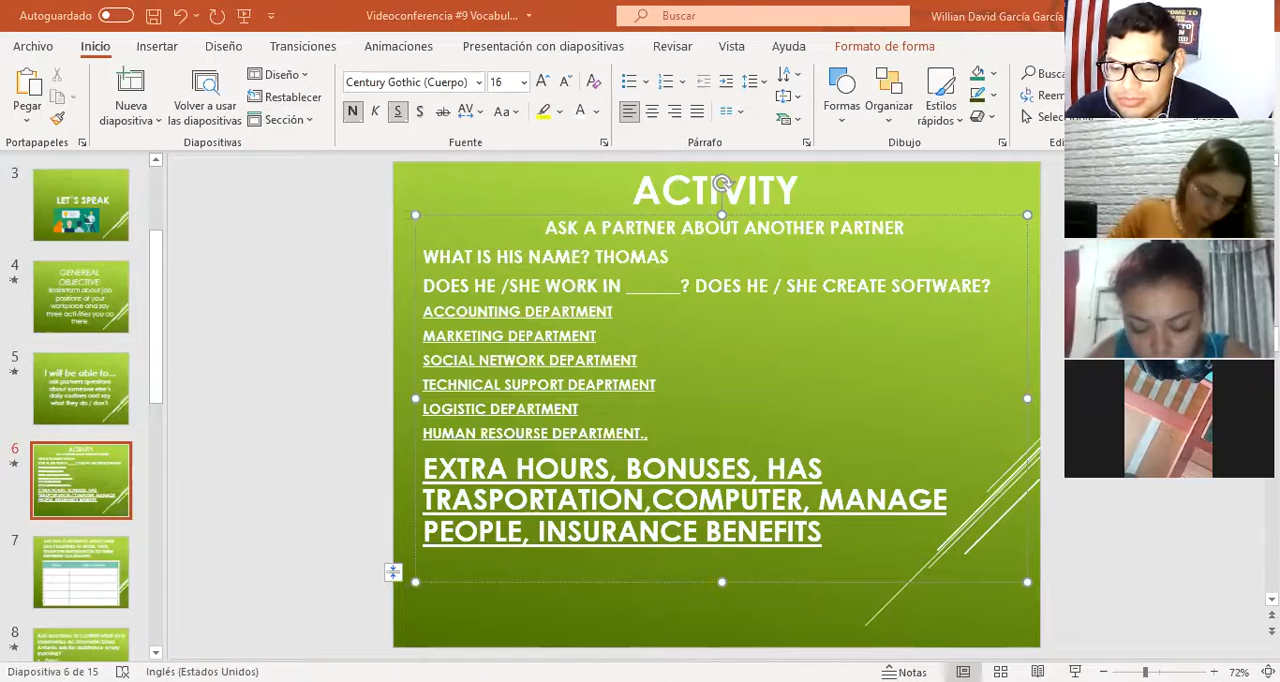 Autoguardado
Videoconferencia #9 Vocabul...
Buscar
Willian David García García
Archivo
Inicio
Insertar
Diseño
Transiciones
Animaciones
Presentación con diapositivas
Revisar
Vista
Ayuda
Formato de forma
Pegar
Nueva
diapositiva
Volver a usar
las diapositivas
Diseño
Restablecer
Sección
Century Gothic (Cuerpo)
16
N K S S ab AV Aa A
Formas
Organizar
Estilos
rápidos
Busca
Reem
Selec
Portapapeles
Diapositivas
Fuente
Párrafo
Dibujo
3
LET´S SPEAK
4
GENEREAL
OBJECTIVE:
Brainstorm about job
positions at your
workplace and say
three activities you do
there.
5
I will be able to...
ask partners questions
about someone else's
daily routines and say
what they do / don't
6
7
8
ACTIVITY
ASK A PARTNER ABOUT ANOTHER PARTNER
WHAT IS HIS NAME? THOMAS
DOES HE /SHE WORK IN ______? DOES HE / SHE CREATE SOFTWARE?
ACCOUNTING DEPARTMENT
MARKETING DEPARTMENT
SOCIAL NETWORK DEPARTMENT
TECHNICAL SUPPORT DEAPRTMENT
LOGISTIC DEPARTMENT
HUMAN RESOURSE DEPARTMENT.,
EXTRA HOURS, BONUSES, HAS
TRASPORTATION,COMPUTER, MANAGE
PEOPLE, INSURANCE BENEFITS
Diapositiva 6 de 15
Inglés (Estados Unidos)
Notas
72%